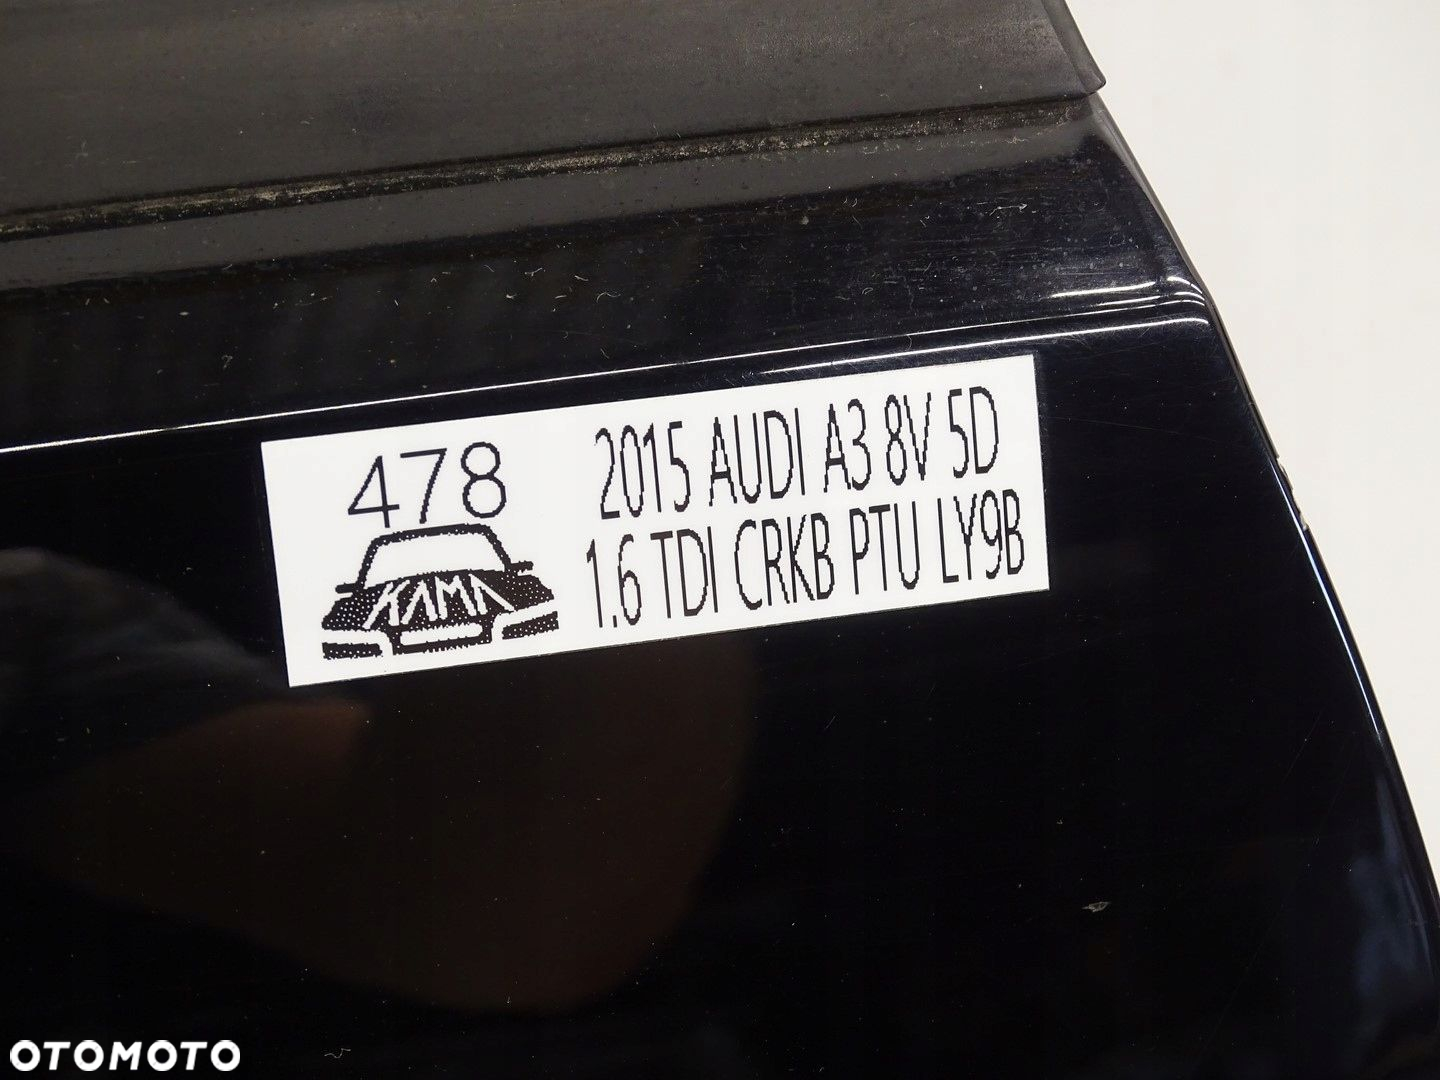 478
KAMA
2015 AUDI A3 8V 5D
1.6 TDI CRKB PTU LY9B
OTOMOTO